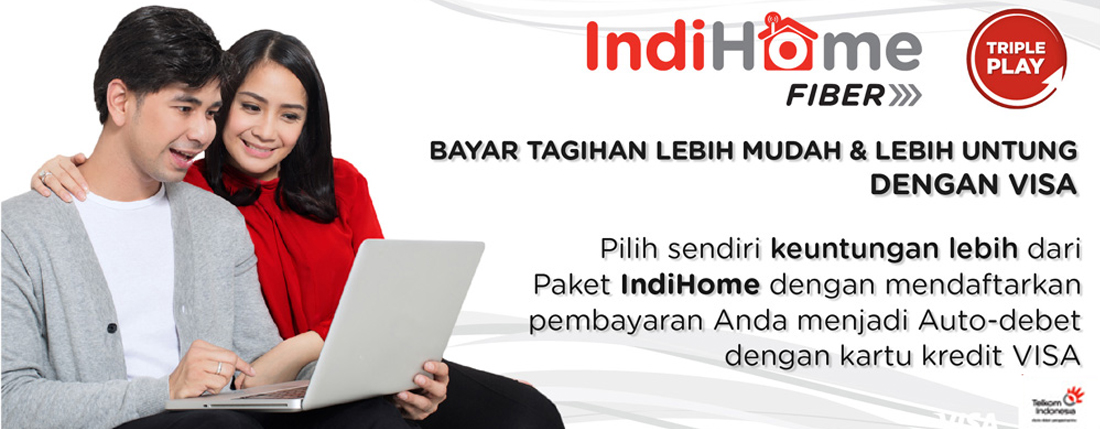 IndiHome
FIBER
TRIPLE
PLAY
BAYAR TAGIHAN LEBIH MUDAH & LEBIH UNTUNG
DENGAN VISA
Pilih sendiri keuntungan lebih dari
Paket IndiHome dengan mendaftarkan
pembayaran Anda menjadi Auto-debet
dengan kartu kredit VISA
VISA
Telkom
Indonesia